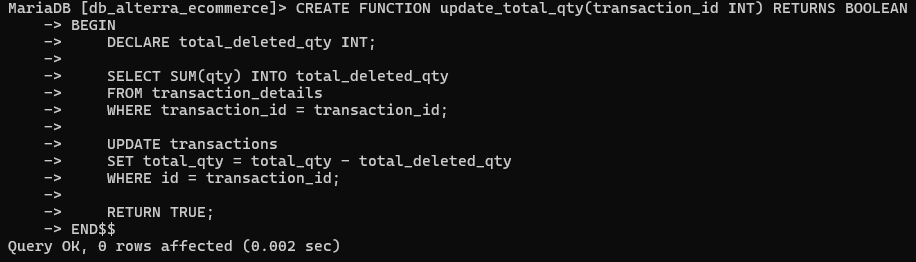 MariaDB [db_alterra_ecommerce]> CREATE FUNCTION update_total_qty(transaction_id INT) RETURNS BOOLEAN
    -> BEGIN
    ->     DECLARE total_deleted_qty INT;
    ->
    ->     SELECT SUM(qty) INTO total_deleted_qty
    ->     FROM transaction_details
    ->     WHERE transaction_id = transaction_id;
    ->
    ->     UPDATE transactions
    ->     SET total_qty = total_qty - total_deleted_qty
    ->     WHERE id = transaction_id;
    ->
    ->     RETURN TRUE;
    -> END$$
Query OK, 0 rows affected (0.002 sec)